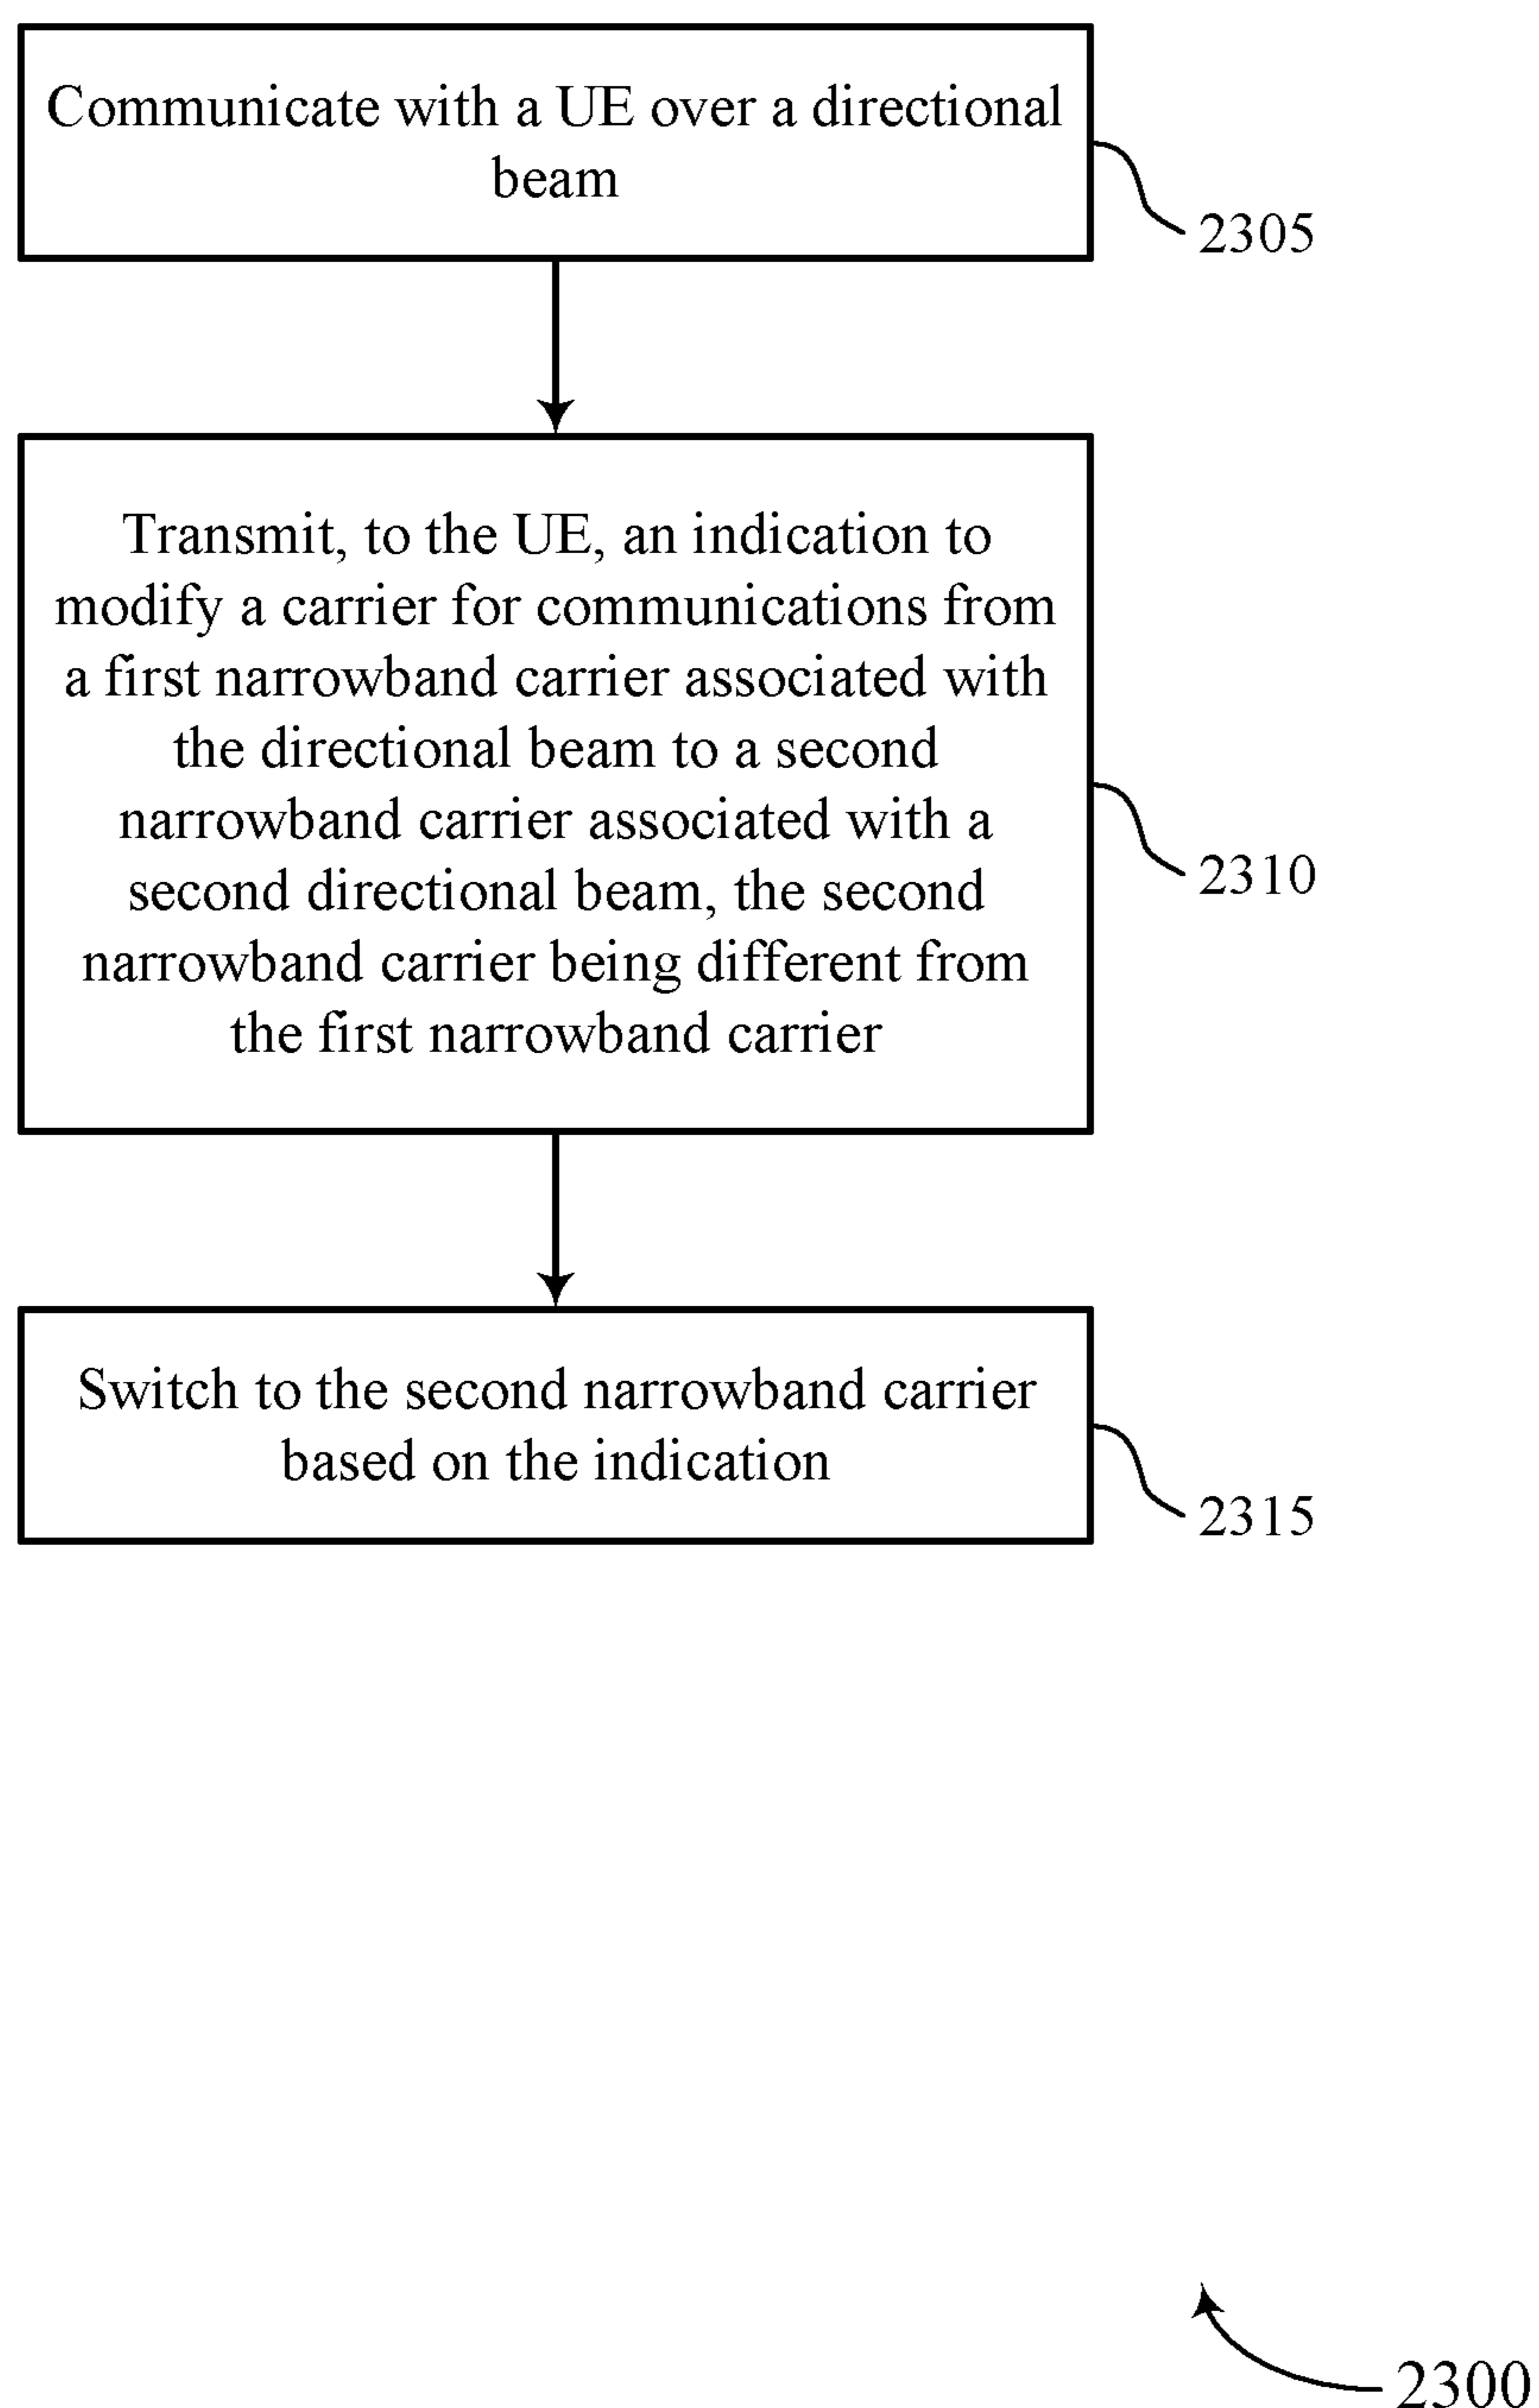 Communicate with a UE over a directional
beam
2305
Transmit, to the UE, an indication to
modify a carrier for communications from
a first narrowband carrier associated with
the directional beam to a second
narrowband carrier associated with a
second directional beam, the second
narrowband carrier being different from
the first narrowband carrier
2310
Switch to the second narrowband carrier
based on the indication
2315
2300